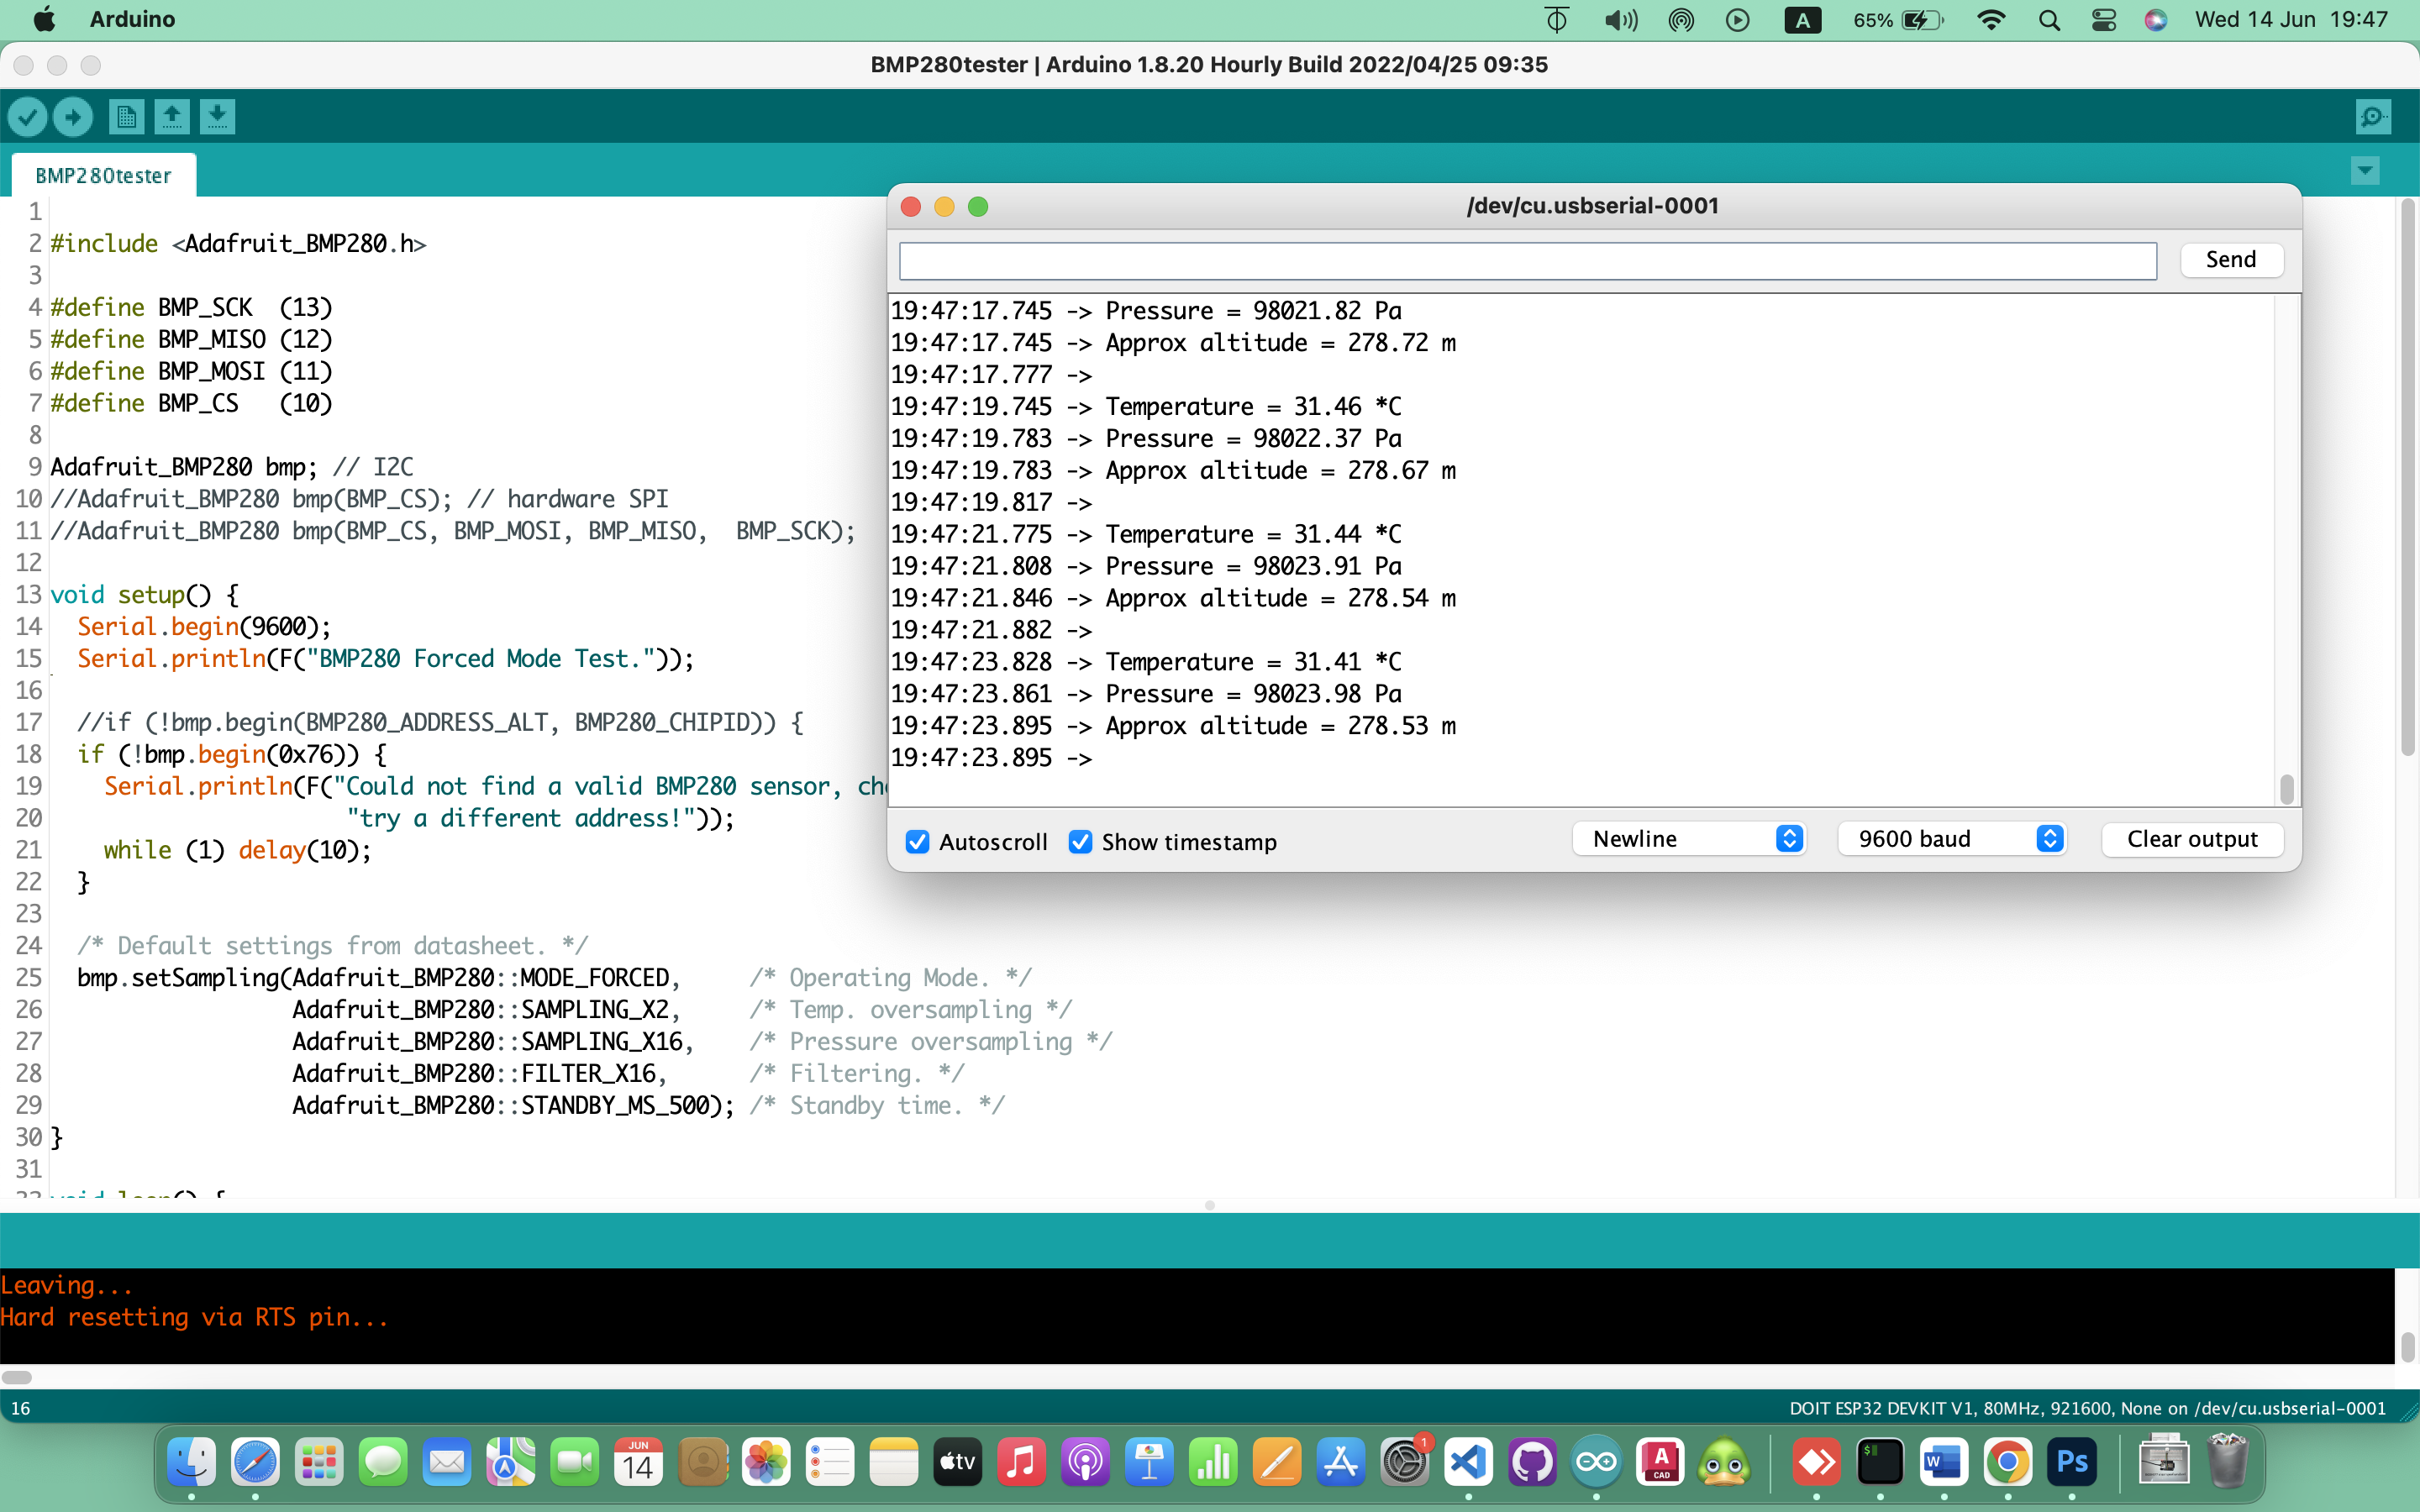 Arduino
A
65%
Wed 14 Jun 19:47
BMP280tester | Arduino 1.8.20 Hourly Build 2022/04/25 09:35
BMP280tester
1
2 #include <Adafruit_BMP280.h>
3
4 #define BMP_SCK  (13)
5 #define BMP_MISO (12)
6 #define BMP_MOSI (11)
7 #define BMP_CS   (10)
8
9 Adafruit_BMP280 bmp; // I2C
10 //Adafruit_BMP280 bmp(BMP_CS); // hardware SPI
11 //Adafruit_BMP280 bmp(BMP_CS, BMP_MOSI, BMP_MISO,  BMP_SCK);
12
13 void setup() {
14   Serial.begin(9600);
15   Serial.println(F("BMP280 Forced Mode Test."));
16
17   //if (!bmp.begin(BMP280_ADDRESS_ALT, BMP280_CHIPID)) {
18   if (!bmp.begin(0x76)) {
19     Serial.println(F("Could not find a valid BMP280 sensor,
20                       "try a different address!"));
21     while (1) delay(10);
22   }
23
24   /* Default settings from datasheet. */
25   bmp.setSampling(Adafruit_BMP280::MODE_FORCED,     /* Operating Mode. */
26                   Adafruit_BMP280::SAMPLING_X2,     /* Temp. oversampling */
27                   Adafruit_BMP280::SAMPLING_X16,    /* Pressure oversampling */
28                   Adafruit_BMP280::FILTER_X16,      /* Filtering. */
29                   Adafruit_BMP280::STANDBY_MS_500); /* Standby time. */
30 }
31
/dev/cu.usbserial-0001
Send
19:47:17.745 -> Pressure = 98021.82 Pa
19:47:17.745 -> Approx altitude = 278.72 m
19:47:17.777 ->
19:47:19.745 -> Temperature = 31.46 *C
19:47:19.783 -> Pressure = 98022.37 Pa
19:47:19.783 -> Approx altitude = 278.67 m
19:47:19.817 ->
19:47:21.775 -> Temperature = 31.44 *C
19:47:21.808 -> Pressure = 98023.91 Pa
19:47:21.846 -> Approx altitude = 278.54 m
19:47:21.882 ->
19:47:23.828 -> Temperature = 31.41 *C
19:47:23.861 -> Pressure = 98023.98 Pa
19:47:23.895 -> Approx altitude = 278.53 m
19:47:23.895 ->
Autoscroll
Show timestamp
Newline
9600 baud
Clear output
Leaving...
Hard resetting via RTS pin...
16
DOIT ESP32 DEVKIT V1, 80MHz, 921600, None on /dev/cu.usbserial-0001
JUN
14
tv
1
A
CAD
$
W
Ps